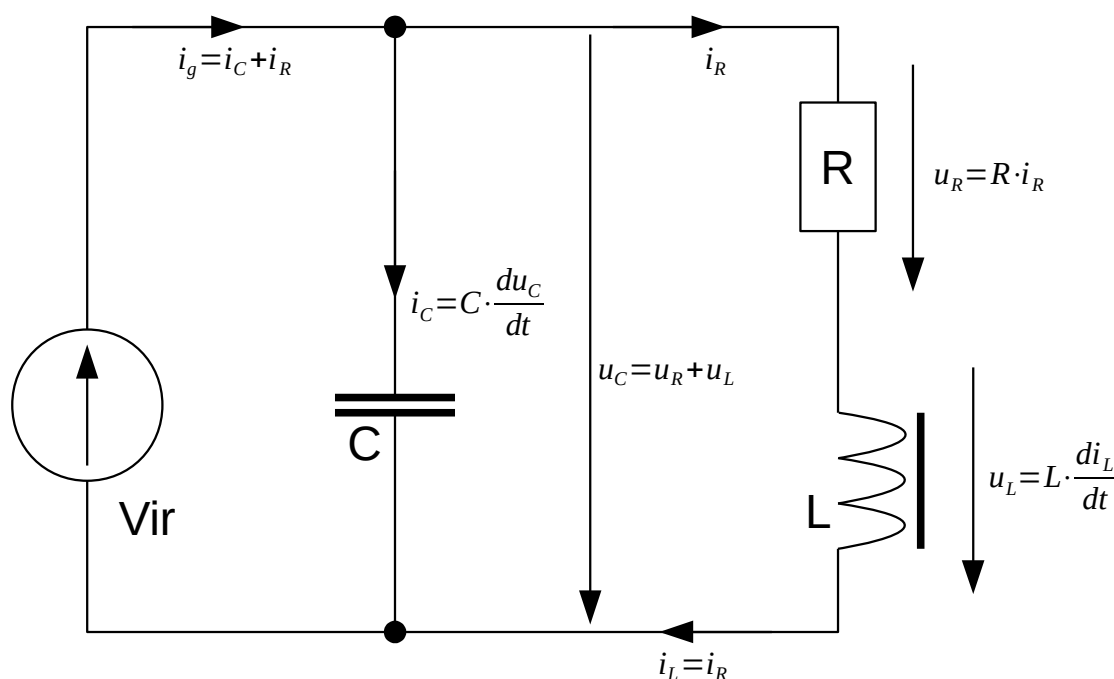 i_g=i_C+i_R
i_R
R
u_R=R·i_R
i_C=C·du_C/dt
u_C=u_R+u_L
C
u_L=L·di_L/dt
L
Vir
i_L=i_R